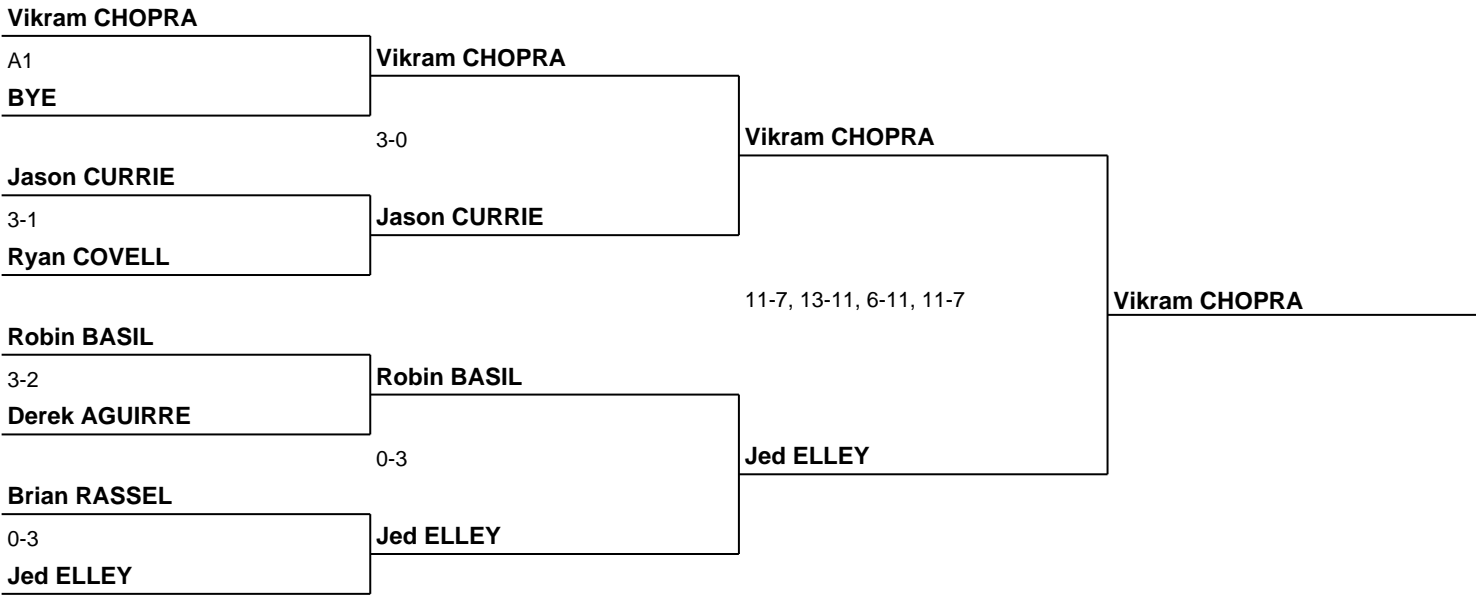 Vikram CHOPRA
A1
BYE
Jason CURRIE
3-1
Ryan COVELL
Robin BASIL
3-2
Derek AGUIRRE
Brian RASSEL
0-3
Jed ELLEY
Vikram CHOPRA
3-0
Jason CURRIE
Robin BASIL
0-3
Jed ELLEY
Vikram CHOPRA
11-7, 13-11, 6-11, 11-7
Jed ELLEY
Vikram CHOPRA